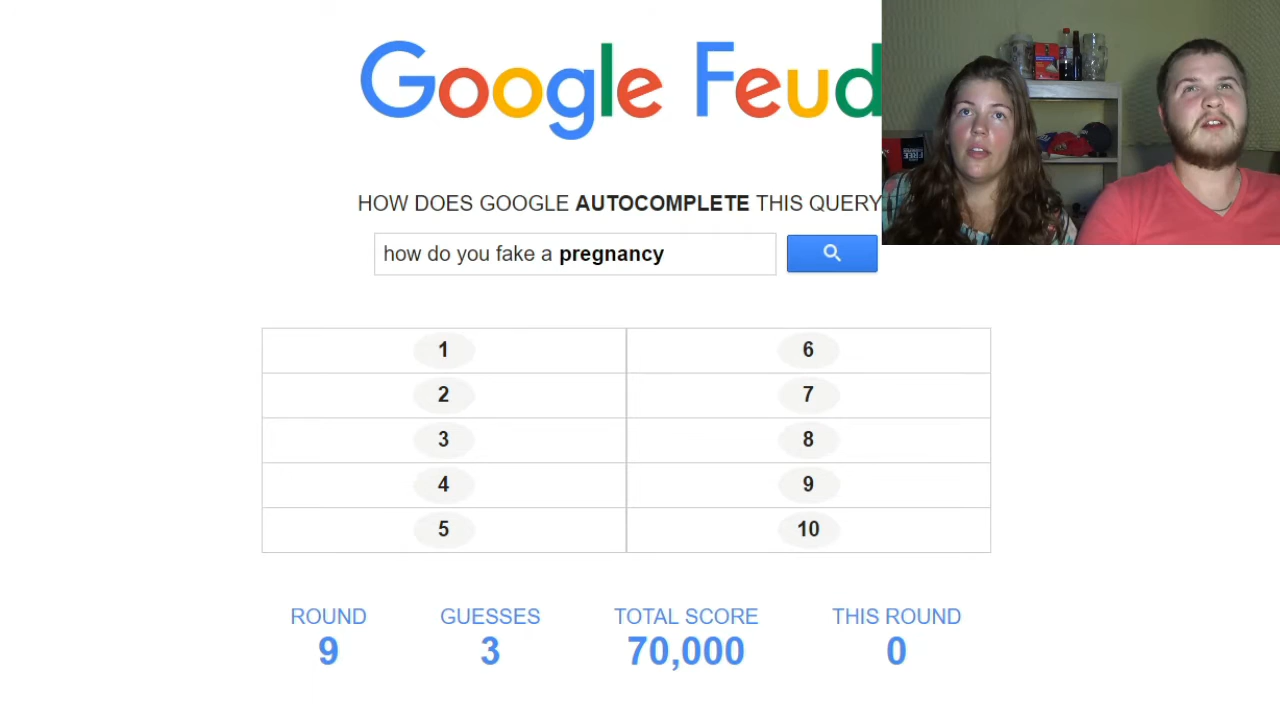 Google Feud
HOW DOES GOOGLE AUTOCOMPLETE THIS QUERY
how do you fake a pregnancy
1 6
2 7
3 8
4 9
5 10
ROUND GUESSES TOTAL SCORE THIS ROUND
9 3 70,000 0